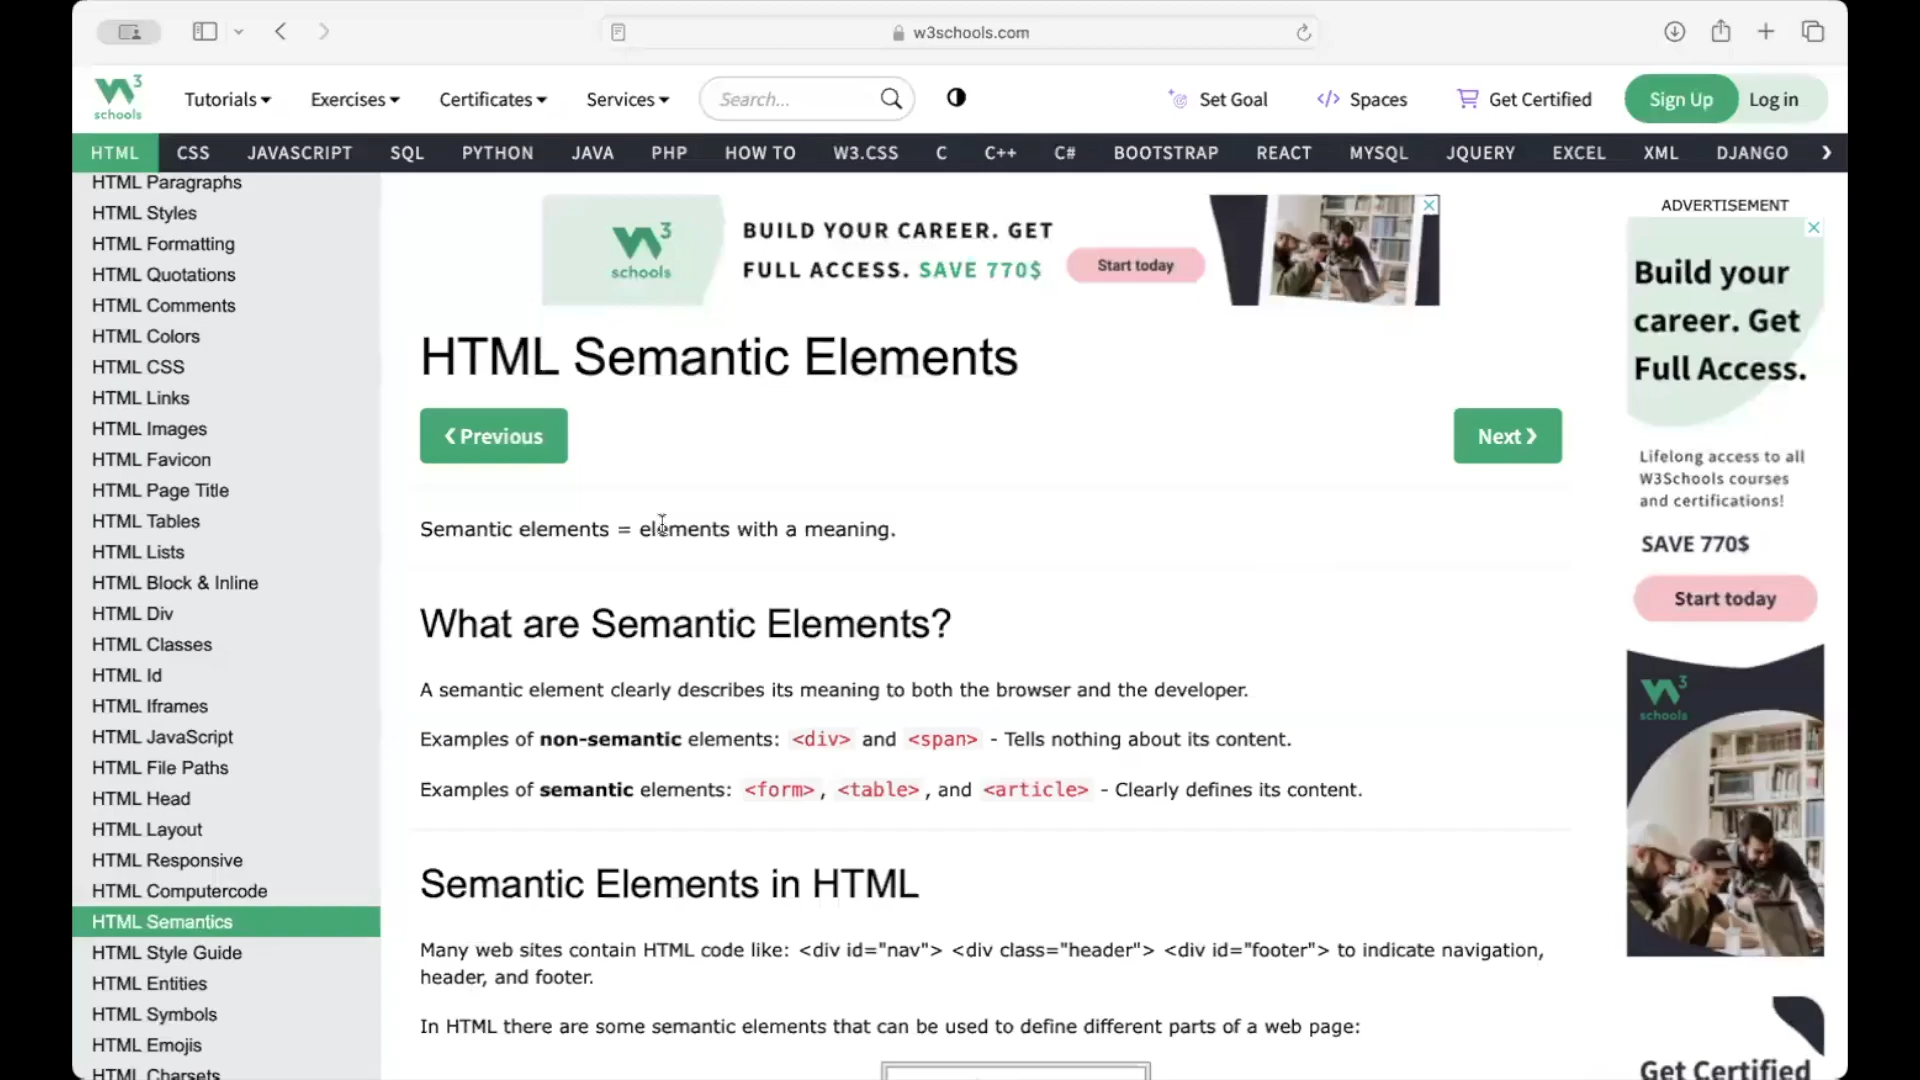 w3schools.com
W3 schools
Tutorials
Exercises
Certificates
Services
Search...
Set Goal
</> Spaces
Get Certified
Sign Up
Log in
HTML CSS JAVASCRIPT SQL PYTHON JAVA PHP HOW TO W3.CSS C C++ C# BOOTSTRAP REACT MYSQL JQUERY EXCEL XML DJANGO ❯
HTML Paragraphs
HTML Styles
HTML Formatting
HTML Quotations
HTML Comments
HTML Colors
HTML CSS
HTML Links
HTML Images
HTML Favicon
HTML Page Title
HTML Tables
HTML Lists
HTML Block & Inline
HTML Div
HTML Classes
HTML Id
HTML Iframes
HTML JavaScript
HTML File Paths
HTML Head
HTML Layout
HTML Responsive
HTML Computercode
HTML Semantics
HTML Style Guide
HTML Entities
HTML Symbols
HTML Emojis
HTML Charsets
W3 schools
BUILD YOUR CAREER. GET
FULL ACCESS. SAVE 770$
Start today
HTML Semantic Elements
❮ Previous
Next ❯
Semantic elements = elements with a meaning.
What are Semantic Elements?
A semantic element clearly describes its meaning to both the browser and the developer.
Examples of non-semantic elements: <div> and <span> - Tells nothing about its content.
Examples of semantic elements: <form>, <table>, and <article> - Clearly defines its content.
Semantic Elements in HTML
Many web sites contain HTML code like: <div id="nav"> <div class="header"> <div id="footer"> to indicate navigation,
header, and footer.
In HTML there are some semantic elements that can be used to define different parts of a web page:
ADVERTISEMENT
Build your
career. Get
Full Access.
Lifelong access to all
W3Schools courses
and certifications!
SAVE 770$
Start today
W3 schools
Get Certified